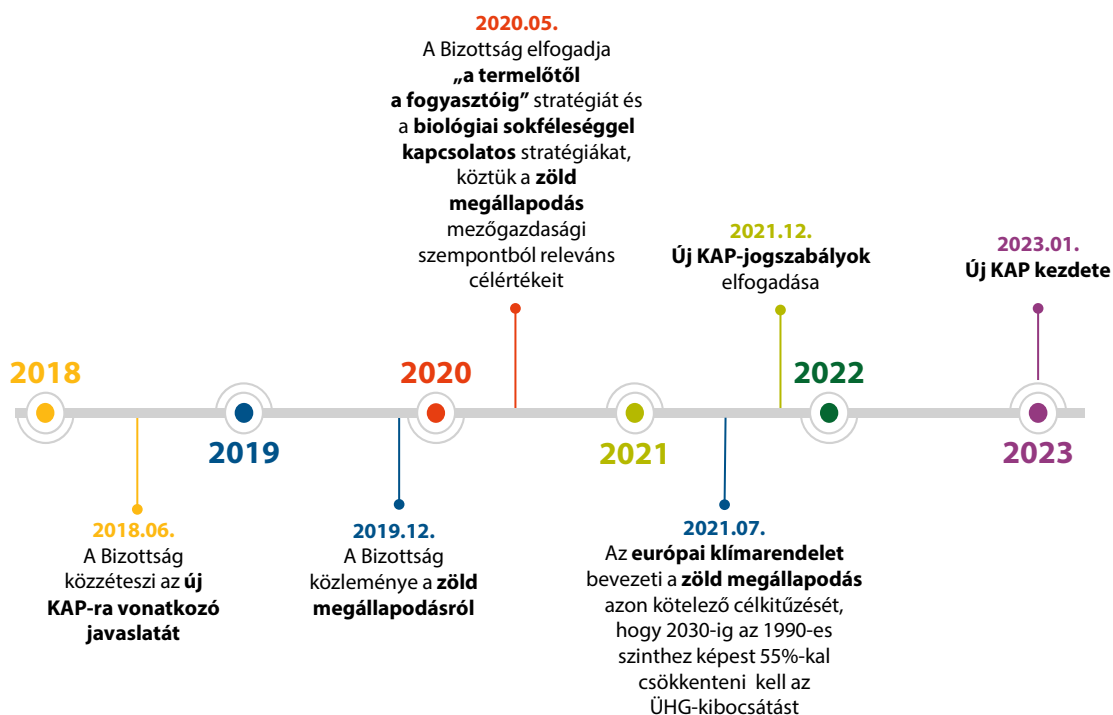 2020.05.
A Bizottság elfogadja
„a termelőtől
a fogyasztóig” stratégiát és
a biológiai sokféleséggel
kapcsolatos stratégiákat,
köztük a zöld
megállapodás
mezőgazdasági
szempontból releváns
célértékeit
2021.12.
Új KAP-jogszabályok
elfogadása
2023.01.
Új KAP kezdete
2018
2019
2020
2021
2022
2023
2018.06.
A Bizottság
közzéteszi az új
KAP-ra vonatkozó
javaslatát
2019.12.
A Bizottság
közleménye a zöld
megállapodásról
2021.07.
Az európai klímarendelet
bevezeti a zöld megállapodás
azon kötelező célkitűzését,
hogy 2030-ig az 1990-es
szinthez képest 55%-kal
csökkenteni kell az
ÜHG-kibocsátást